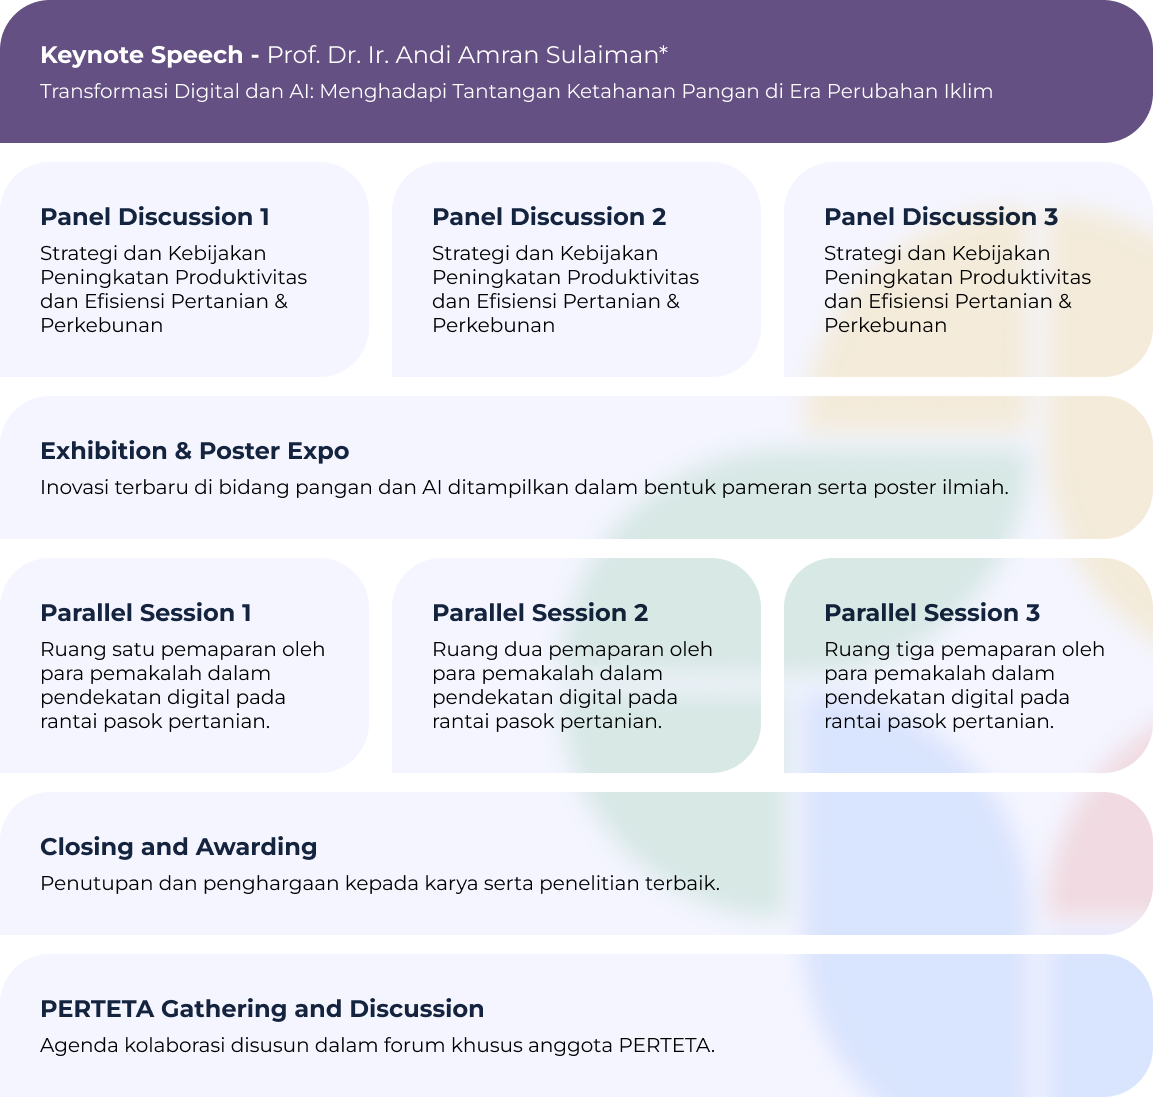 Keynote Speech - Prof. Dr. Ir. Andi Amran Sulaiman*
Transformasi Digital dan AI: Menghadapi Tantangan Ketahanan Pangan di Era Perubahan Iklim
Panel Discussion 1
Strategi dan Kebijakan
Peningkatan Produktivitas
dan Efisiensi Pertanian &
Perkebunan
Panel Discussion 2
Strategi dan Kebijakan
Peningkatan Produktivitas
dan Efisiensi Pertanian &
Perkebunan
Panel Discussion 3
Strategi dan Kebijakan
Peningkatan Produktivitas
dan Efisiensi Pertanian &
Perkebunan
Exhibition & Poster Expo
Inovasi terbaru di bidang pangan dan AI ditampilkan dalam bentuk pameran serta poster ilmiah.
Parallel Session 1
Ruang satu pemaparan oleh
para pemakalah dalam
pendekatan digital pada
rantai pasok pertanian.
Parallel Session 2
Ruang dua pemaparan oleh
para pemakalah dalam
pendekatan digital pada
rantai pasok pertanian.
Parallel Session 3
Ruang tiga pemaparan oleh
para pemakalah dalam
pendekatan digital pada
rantai pasok pertanian.
Closing and Awarding
Penutupan dan penghargaan kepada karya serta penelitian terbaik.
PERTETA Gathering and Discussion
Agenda kolaborasi disusun dalam forum khusus anggota PERTETA.